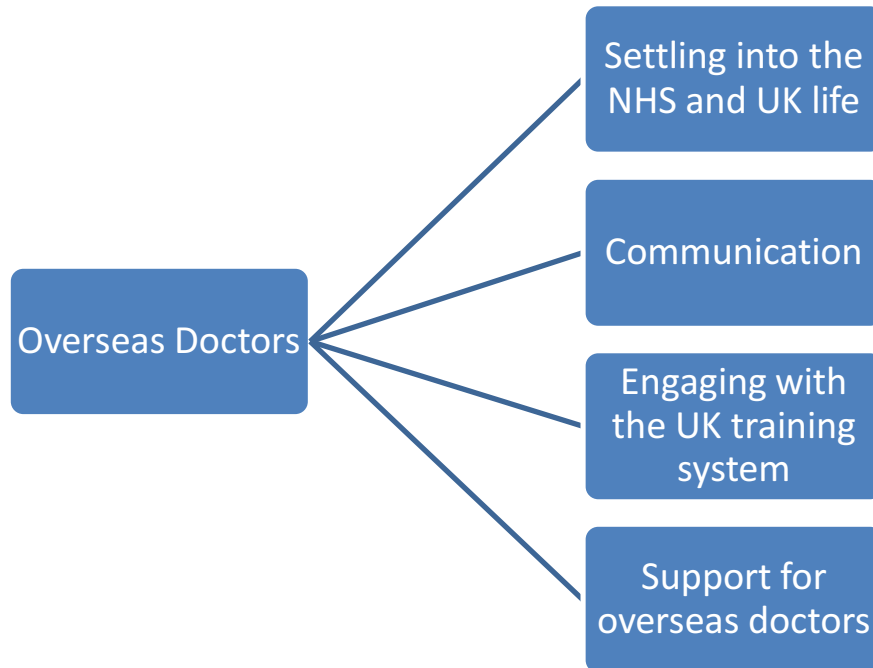 Settling into the
NHS and UK life
Communication
Overseas Doctors
Engaging with
the UK training
system
Support for
overseas doctors